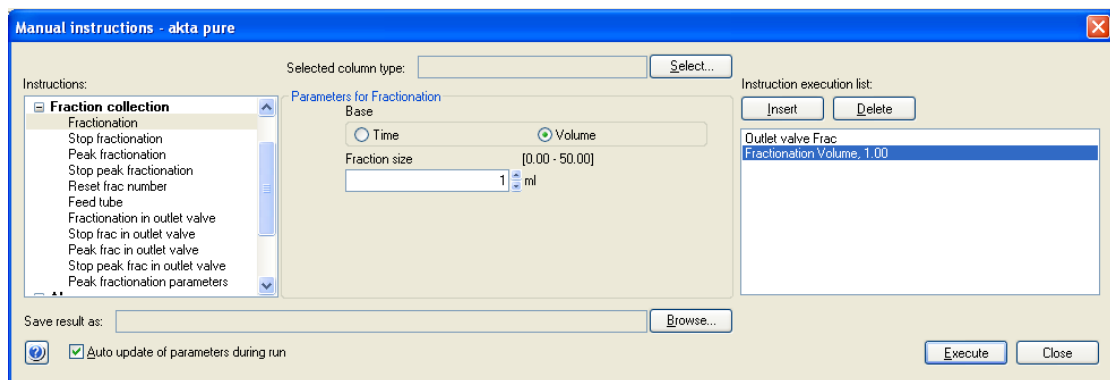 Manual instructions - akta pure
Selected column type:
Select...
Instructions:
Fraction collection
Fractionation
Stop fractionation
Peak fractionation
Stop peak fractionation
Reset frac number
Feed tube
Fractionation in outlet valve
Stop frac in outlet valve
Peak frac in outlet valve
Stop peak frac in outlet valve
Peak fractionation parameters
Parameters for Fractionation
Base
Time Volume
Fraction size [0.00 - 50.00]
1 ml
Instruction execution list:
Insert Delete
Outlet valve Frac
Fractionation Volume, 1.00
Save result as:
Browse...
Auto update of parameters during run
Execute Close